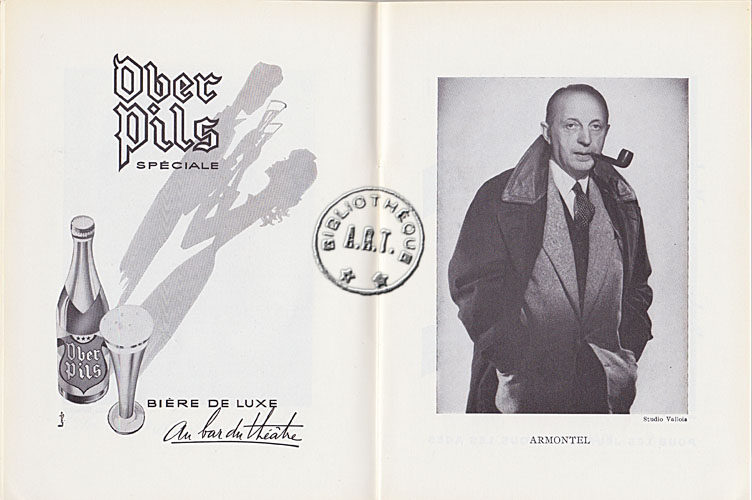 Ober
Pils
SPÉCIALE
Ober
Pils
BIÈRE DE LUXE
Au bar du théâtre
BIBLIOTHÈQUE
A.R.T.
Studio Vallois
ARMONTEL